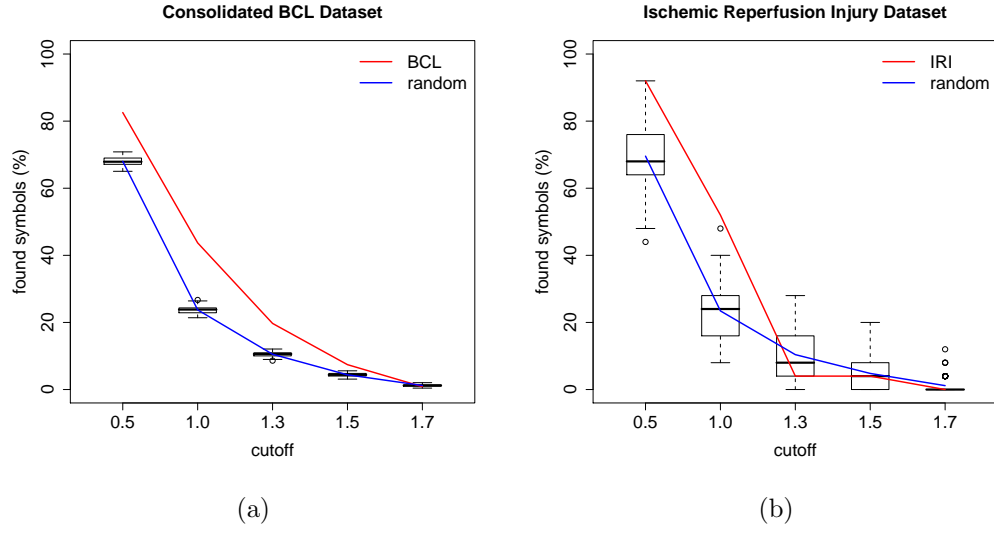 Consolidated BCL Dataset
BCL
random
found symbols (%)
100
80
60
40
20
0
0.5 1.0 1.3 1.5 1.7
cutoff
(a)
Ischemic Reperfusion Injury Dataset
IRI
random
found symbols (%)
100
80
60
40
20
0
0.5 1.0 1.3 1.5 1.7
cutoff
(b)